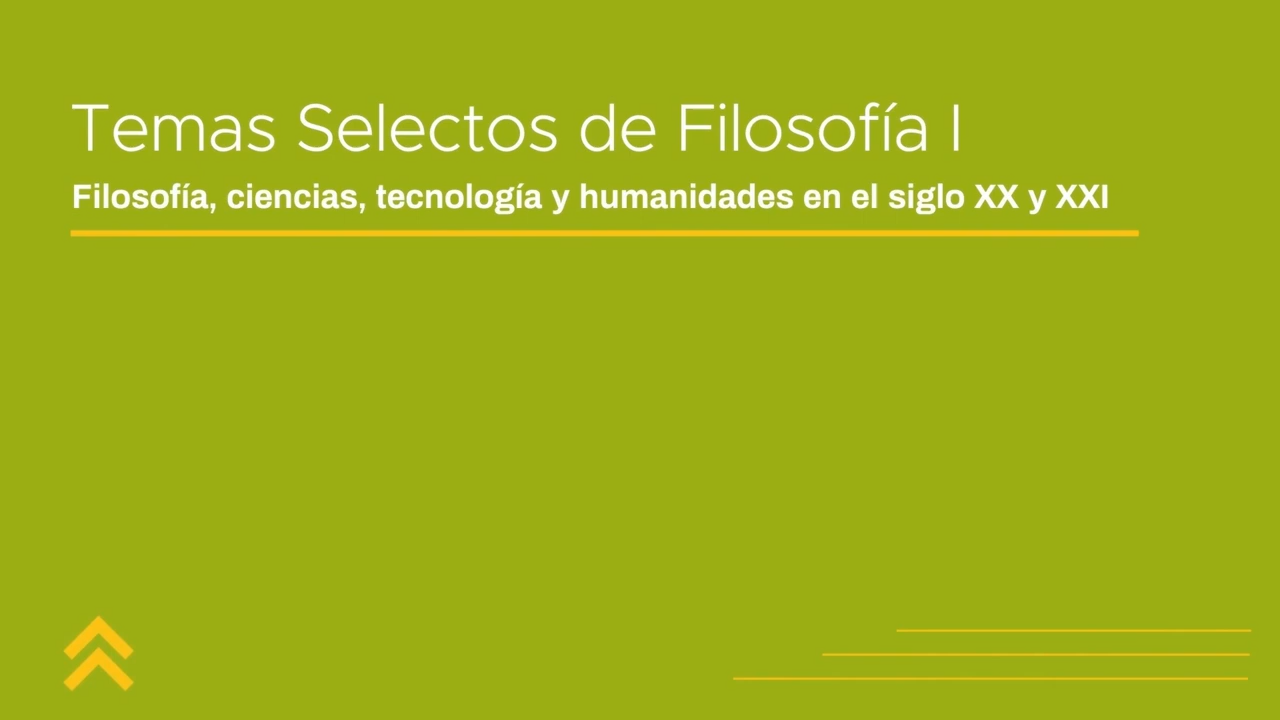 Temas Selectos de Filosofía I
Filosofía, ciencias, tecnología y humanidades en el siglo XX y XXI